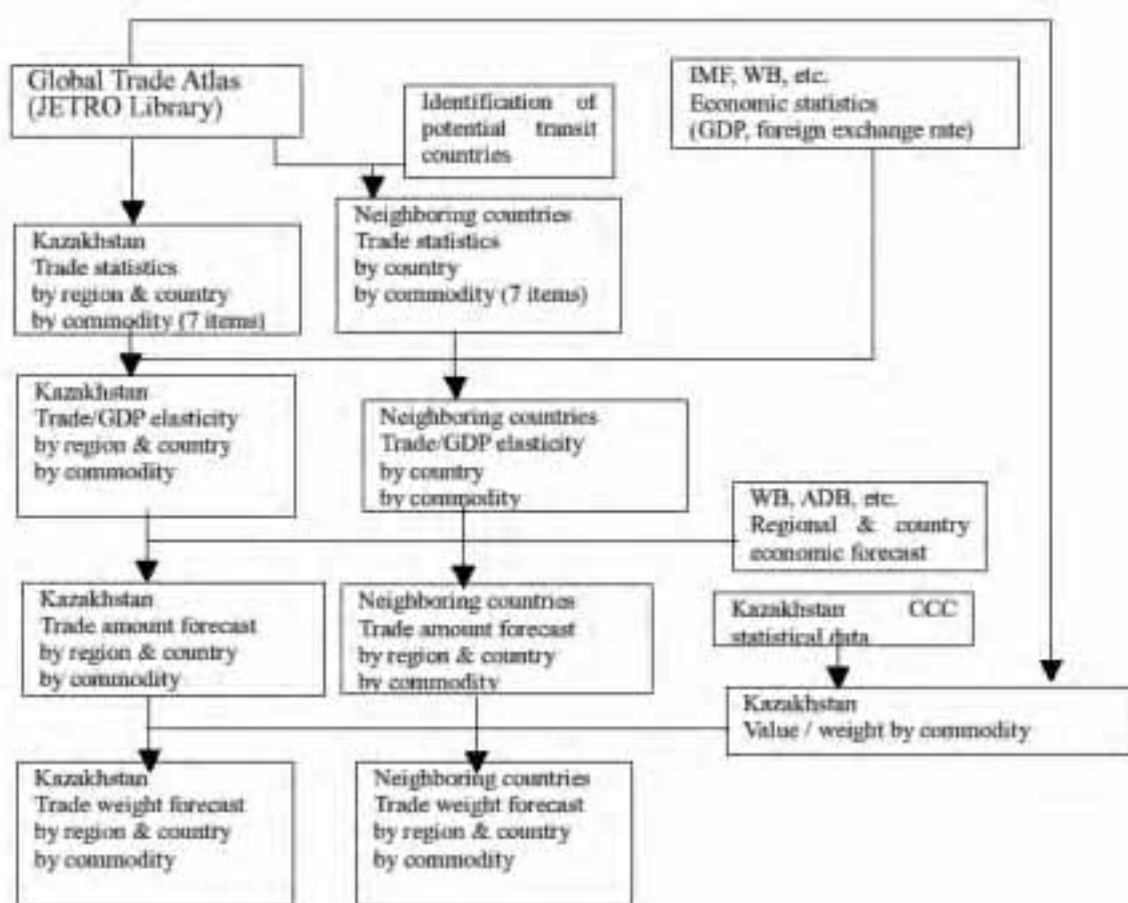 Global Trade Atlas
(JETRO Library)
Identification of
potential transit
countries
IMF, WB, etc.
Economic statistics
(GDP, foreign exchange rate)
Kazakhstan
Trade statistics
by region & country
by commodity (7 items)
Neighboring countries
Trade statistics
by country
by commodity (7 items)
Kazakhstan
Trade/GDP elasticity
by region & country
by commodity
Neighboring countries
Trade/GDP elasticity
by country
by commodity
WB, ADB, etc.
Regional & country
economic forecast
Kazakhstan
Trade amount forecast
by region & country
by commodity
Neighboring countries
Trade amount forecast
by region & country
by commodity
Kazakhstan CCC
statistical data
Kazakhstan
Value / weight by commodity
Kazakhstan
Trade weight forecast
by region & country
by commodity
Neighboring countries
Trade weight forecast
by region & country
by commodity